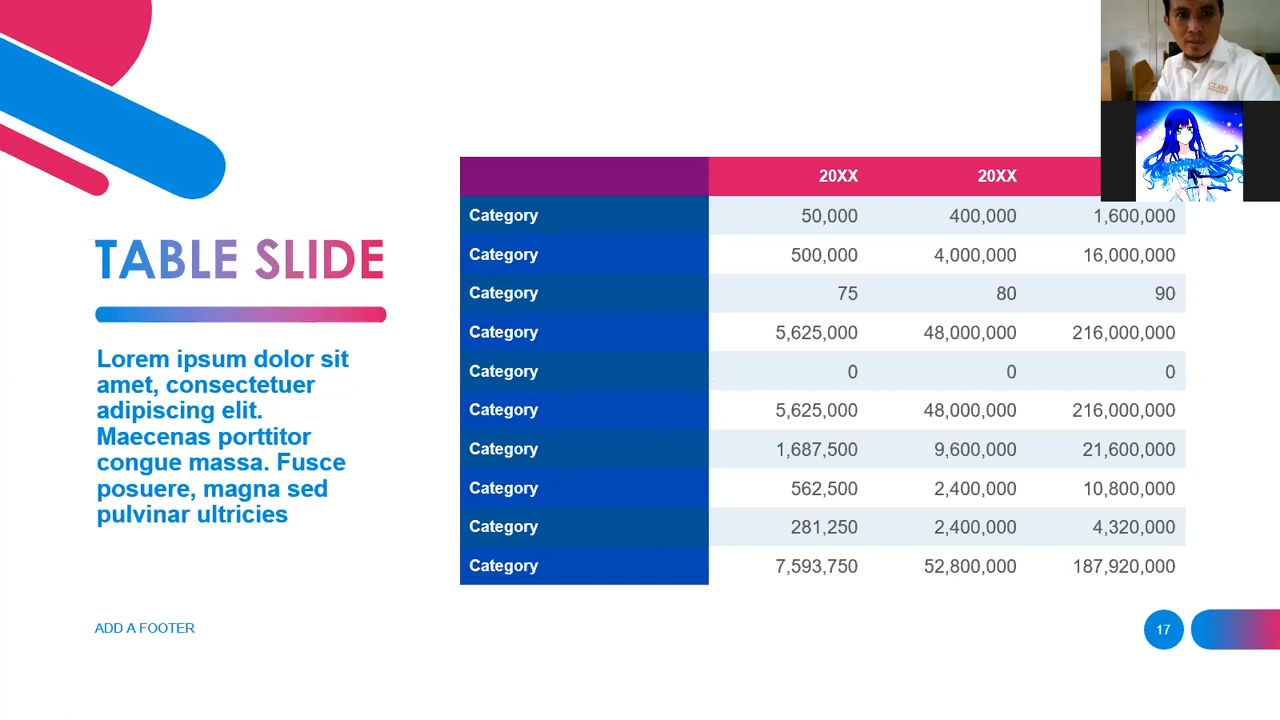 TABLE SLIDE
Lorem ipsum dolor sit
amet, consectetuer
adipiscing elit.
Maecenas porttitor
congue massa. Fusce
posuere, magna sed
pulvinar ultricies
20XX 20XX
Category 50,000 400,000 1,600,000
Category 500,000 4,000,000 16,000,000
Category 75 80 90
Category 5,625,000 48,000,000 216,000,000
Category 0 0 0
Category 5,625,000 48,000,000 216,000,000
Category 1,687,500 9,600,000 21,600,000
Category 562,500 2,400,000 10,800,000
Category 281,250 2,400,000 4,320,000
Category 7,593,750 52,800,000 187,920,000
ADD A FOOTER
17